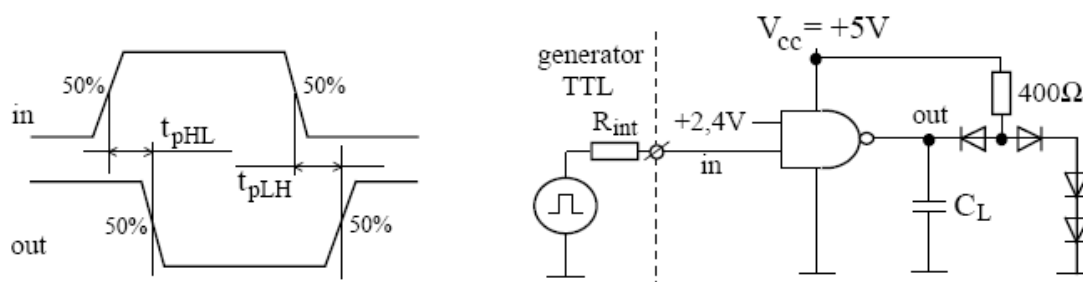 50%
50%
in
t_pHL
t_pLH
50%
50%
out
V_cc = +5V
generator
TTL
R_int
+2,4V
in
out
400Ω
C_L